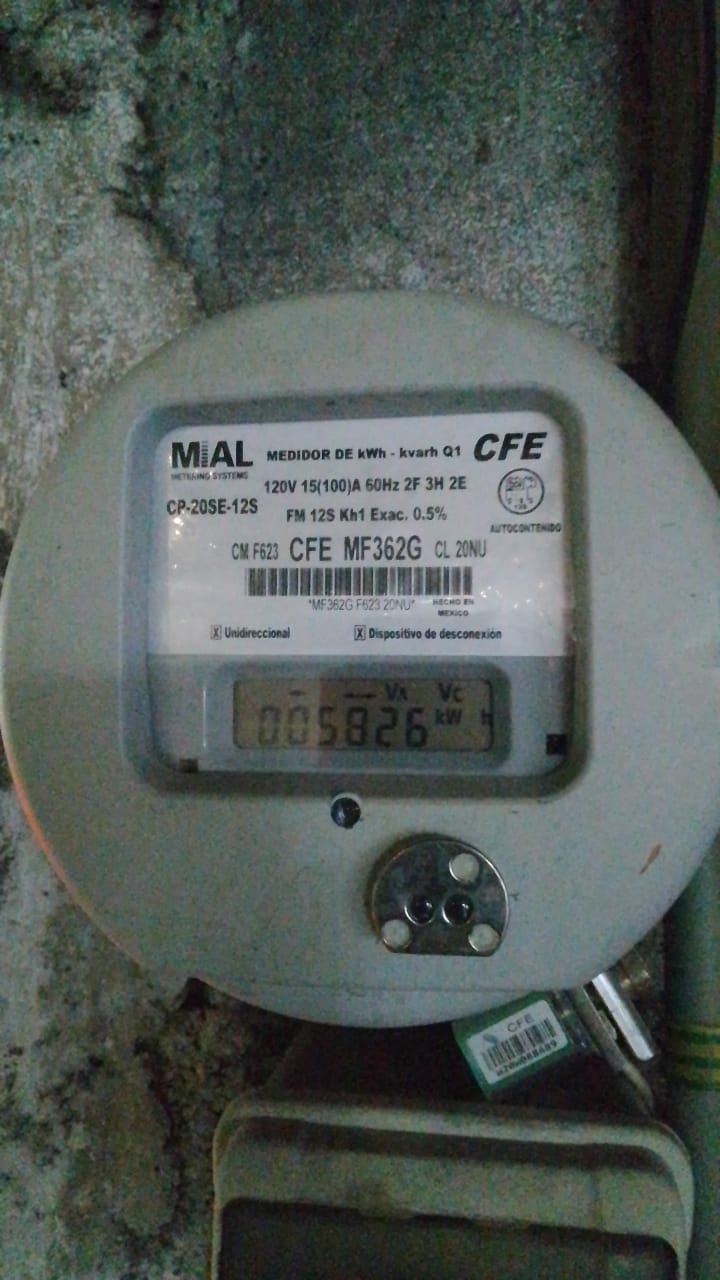 MIAL
METERING SYSTEMS
MEDIDOR DE kWh - kvarh Q1
CFE
120V 15(100)A 60Hz 2F 3H 2E
CP-20SE-12S
FM 12S Kh1 Exac. 0.5%
AUTOCONTENIDO
CM F623 CFE MF362G CL 20NU
*MF362G F623 20NU*
HECHO EN
MEXICO
X Unidireccional
X Dispositivo de desconexión
VA VC
005826 kW h
CFE